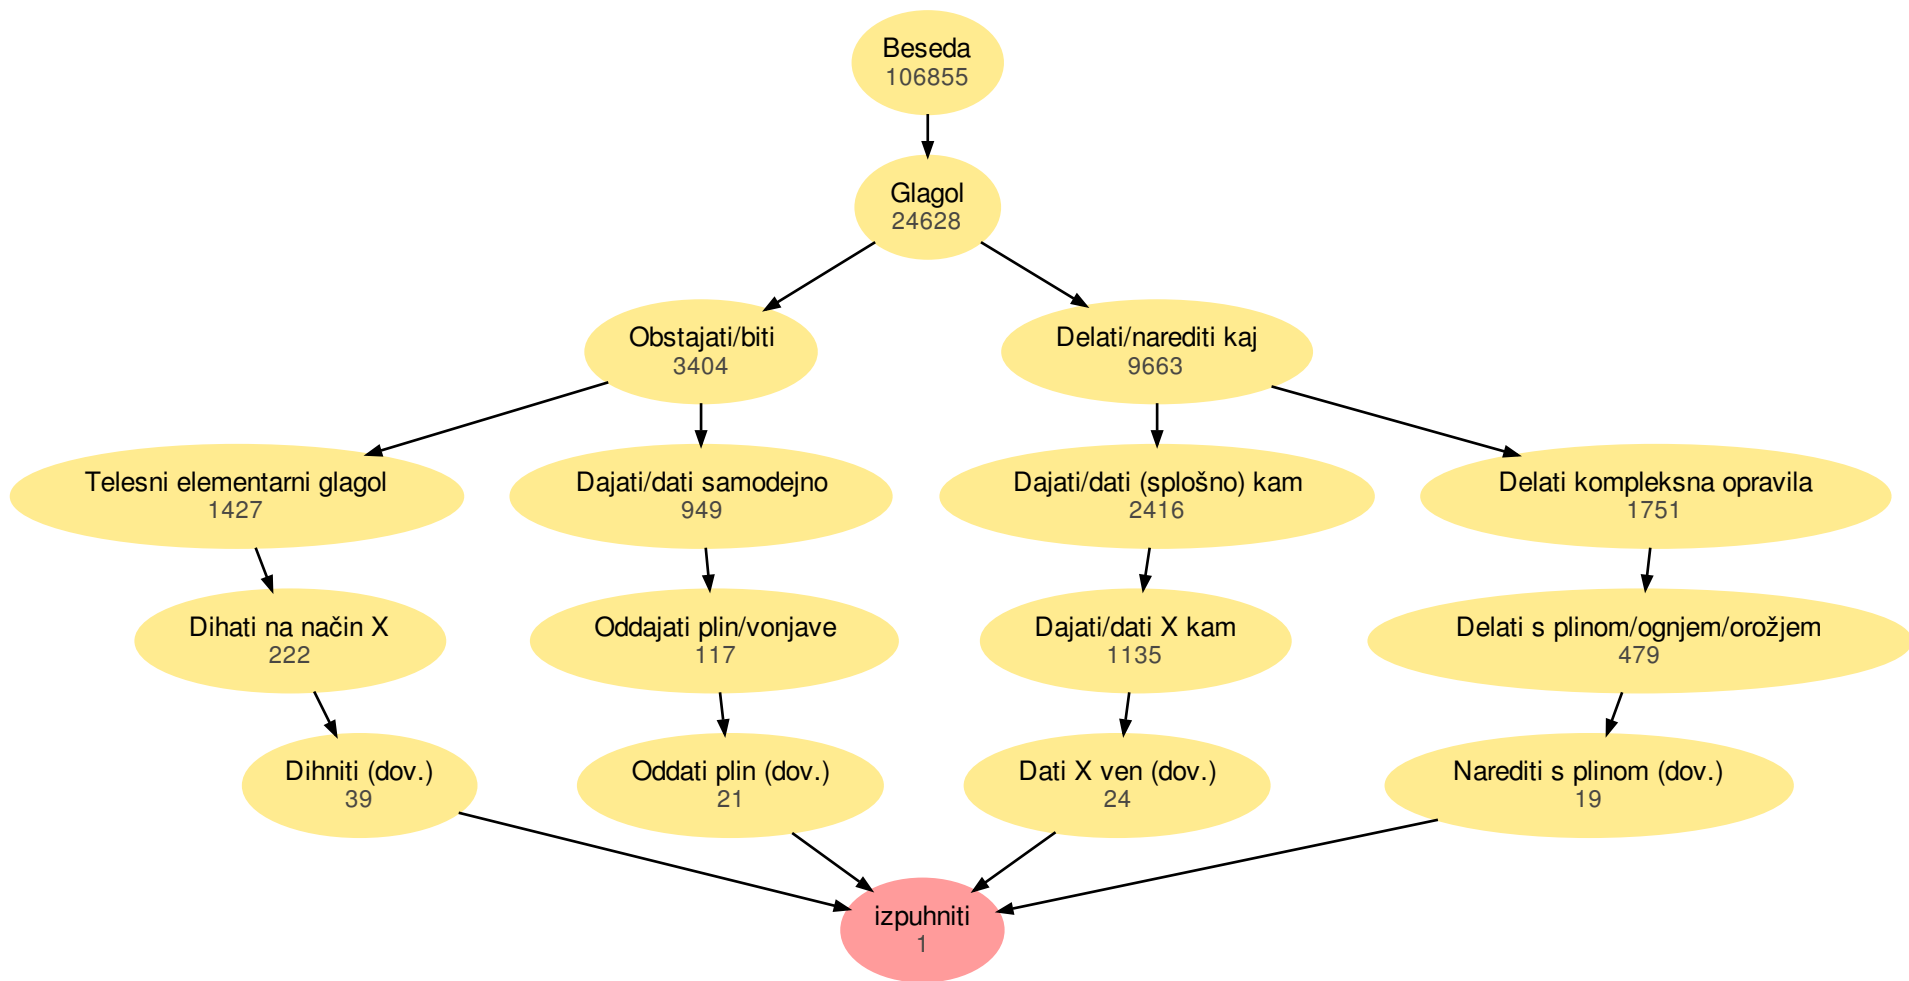 Beseda
106855
Glagol
24628
Obstajati/biti
3404
Delati/narediti kaj
9663
Telesni elementarni glagol
1427
Dajati/dati samodejno
949
Dajati/dati (splošno) kam
2416
Delati kompleksna opravila
1751
Dihati na način X
222
Oddajati plin/vonjave
117
Dajati/dati X kam
1135
Delati s plinom/ognjem/orožjem
479
Dihniti (dov.)
39
Oddati plin (dov.)
21
Dati X ven (dov.)
24
Narediti s plinom (dov.)
19
izpuhniti
1